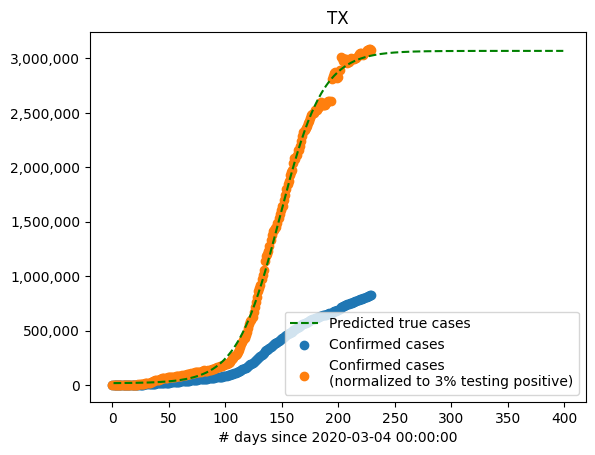 TX
3,000,000
2,500,000
2,000,000
1,500,000
1,000,000
500,000
0
Predicted true cases
Confirmed cases
Confirmed cases
(normalized to 3% testing positive)
0 50 100 150 200 250 300 350 400
# days since 2020-03-04 00:00:00